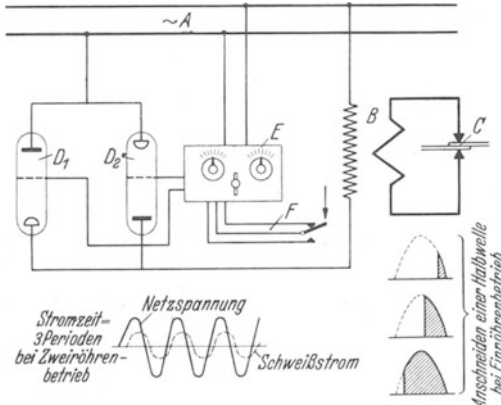 ~A
D1
D2
E
B
C
F
Netzspannung
Stromzeit=
3 Perioden
bei Zweiröhren-
betrieb
Schweißstrom
Anschneiden einer Halbwelle
bei Einröhrenbetrieb